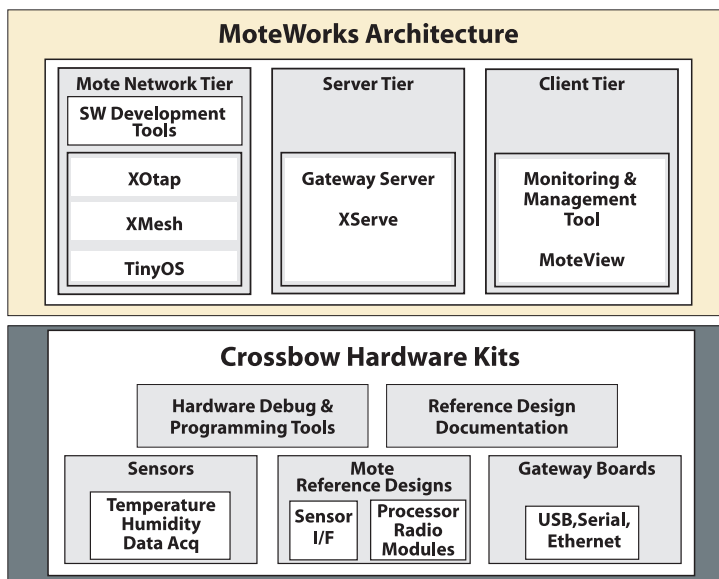 MoteWorks Architecture
Mote Network Tier
SW Development
Tools
XOtap
XMesh
TinyOS
Server Tier
Gateway Server
XServe
Client Tier
Monitoring &
Management
Tool
MoteView
Crossbow Hardware Kits
Hardware Debug &
Programming Tools
Reference Design
Documentation
Sensors
Temperature
Humidity
Data Acq
Mote
Reference Designs
Sensor
I/F
Processor
Radio
Modules
Gateway Boards
USB,Serial,
Ethernet